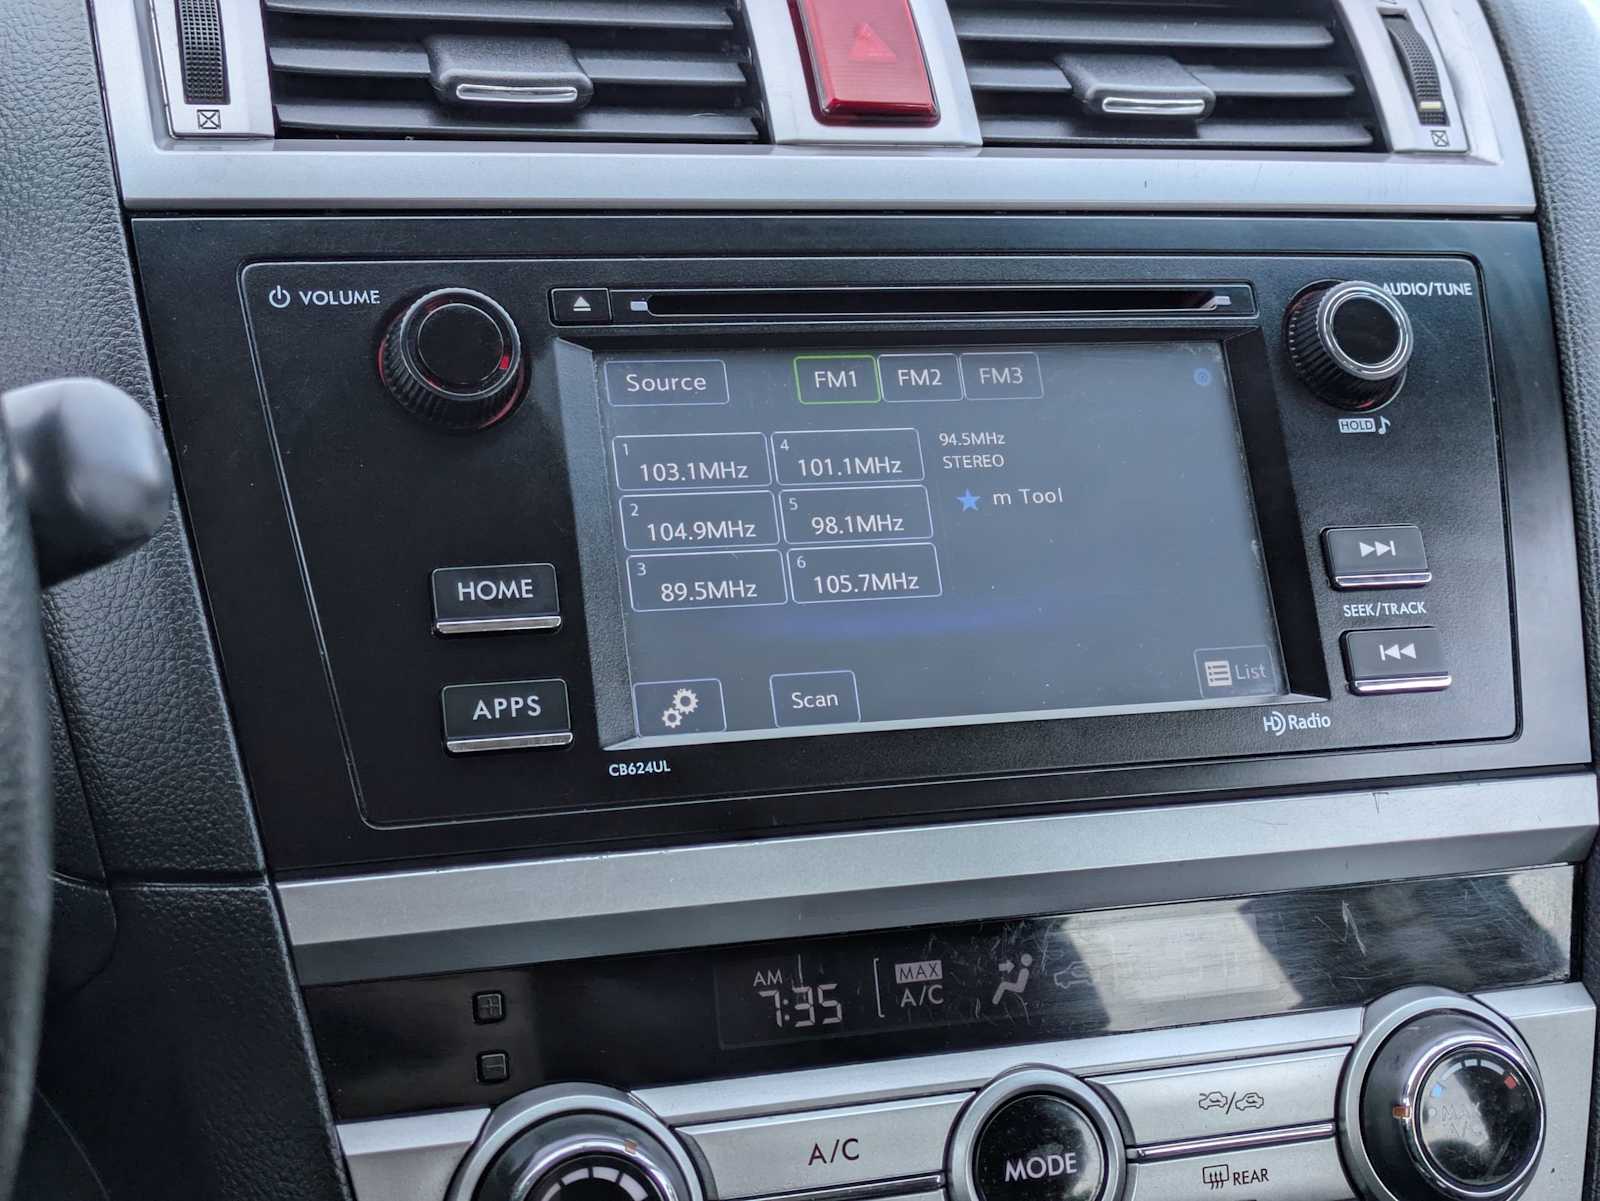 VOLUME
AUDIO/TUNE
Source
FM1
FM2
FM3
HOLD
1
103.1MHz
4
101.1MHz
94.5MHz
STEREO
2
104.9MHz
5
98.1MHz
m Tool
3
89.5MHz
6
105.7MHz
HOME
APPS
SEEK/TRACK
Scan
List
HD Radio
CB624UL
AM
7:35
MAX
A/C
A/C
MODE
REAR
MAX
A/C